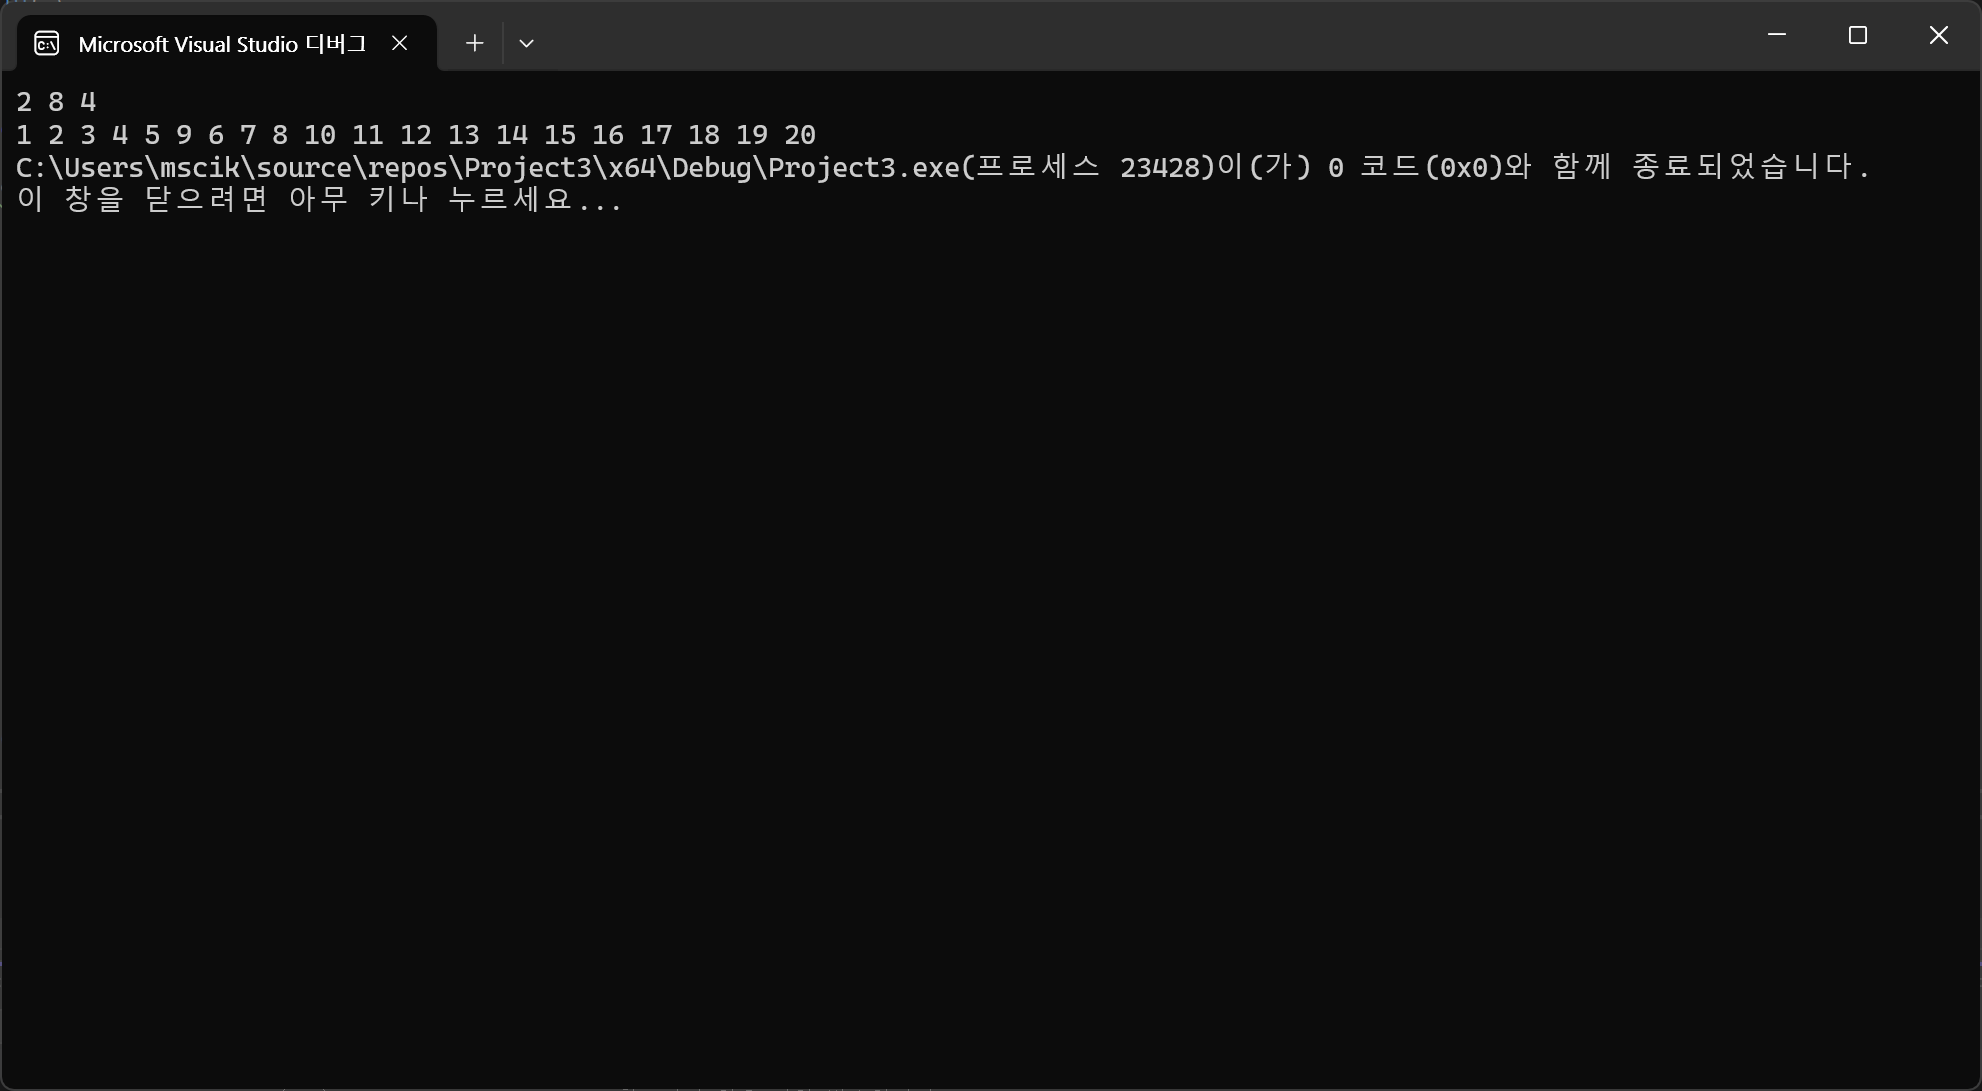 Microsoft Visual Studio 디버그
2 8 4
1 2 3 4 5 9 6 7 8 10 11 12 13 14 15 16 17 18 19 20
C:\Users\mscik\source\repos\Project3\x64\Debug\Project3.exe(프로세스 23428)이(가) 0 코드(0x0)와 함께 종료되었습니다.
이 창을 닫으려면 아무 키나 누르세요...